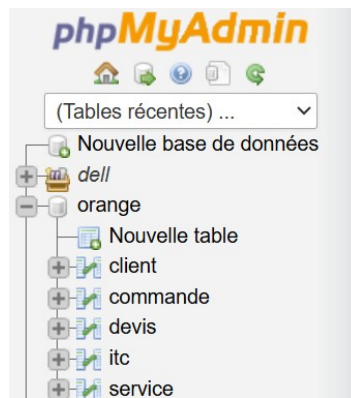 phpMyAdmin
(Tables récentes) ...
Nouvelle base de données
dell
orange
Nouvelle table
client
commande
devis
itc
service